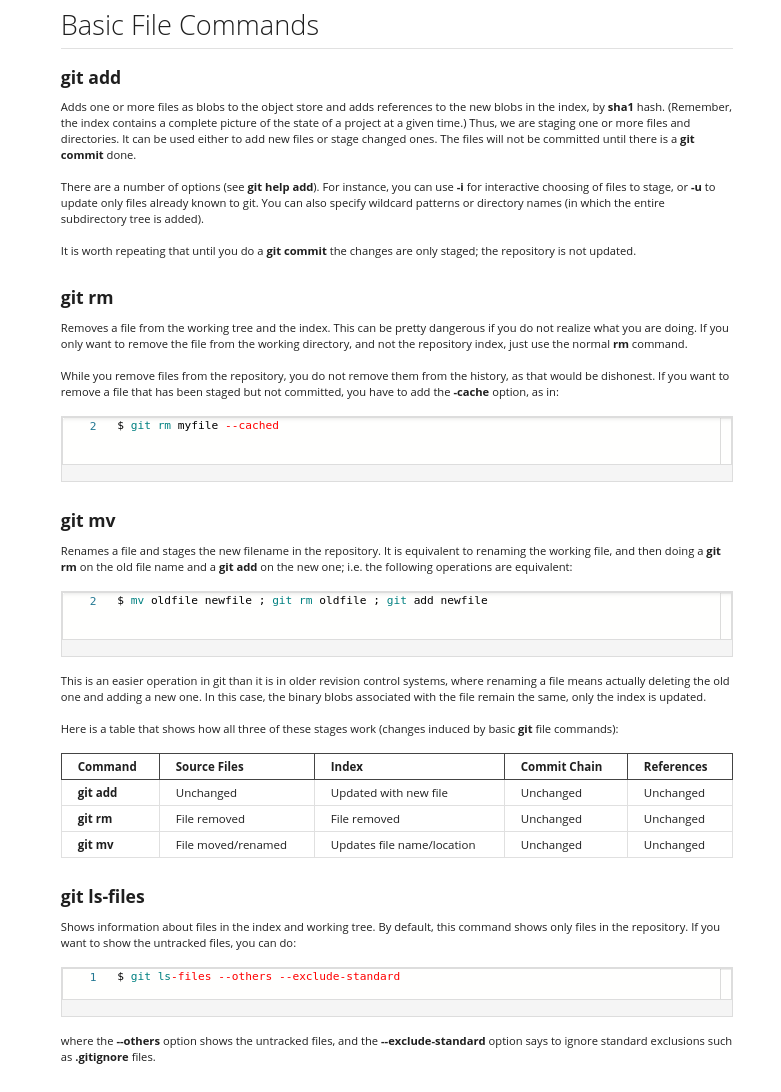 Basic File Commands
git add
Adds one or more files as blobs to the object store and adds references to the new blobs in the index, by sha1 hash. (Remember,
the index contains a complete picture of the state of a project at a given time.) Thus, we are staging one or more files and
directories. It can be used either to add new files or stage changed ones. The files will not be committed until there is a git
commit done.
There are a number of options (see git help add). For instance, you can use -i for interactive choosing of files to stage, or -u to
update only files already known to git. You can also specify wildcard patterns or directory names (in which the entire
subdirectory tree is added).
It is worth repeating that until you do a git commit the changes are only staged; the repository is not updated.
git rm
Removes a file from the working tree and the index. This can be pretty dangerous if you do not realize what you are doing. If you
only want to remove the file from the working directory, and not the repository index, just use the normal rm command.
While you remove files from the repository, you do not remove them from the history, as that would be dishonest. If you want to
remove a file that has been staged but not committed, you have to add the -cache option, as in:
2 $ git rm myfile --cached
git mv
Renames a file and stages the new filename in the repository. It is equivalent to renaming the working file, and then doing a git
rm on the old file name and a git add on the new one; i.e. the following operations are equivalent:
2 $ mv oldfile newfile ; git rm oldfile ; git add newfile
This is an easier operation in git than it is in older revision control systems, where renaming a file means actually deleting the old
one and adding a new one. In this case, the binary blobs associated with the file remain the same, only the index is updated.
Here is a table that shows how all three of these stages work (changes induced by basic git file commands):
Command Source Files Index Commit Chain References
git add Unchanged Updated with new file Unchanged Unchanged
git rm File removed File removed Unchanged Unchanged
git mv File moved/renamed Updates file name/location Unchanged Unchanged
git ls-files
Shows information about files in the index and working tree. By default, this command shows only files in the repository. If you
want to show the untracked files, you can do:
1 $ git ls-files --others --exclude-standard
where the --others option shows the untracked files, and the --exclude-standard option says to ignore standard exclusions such
as .gitignore files.